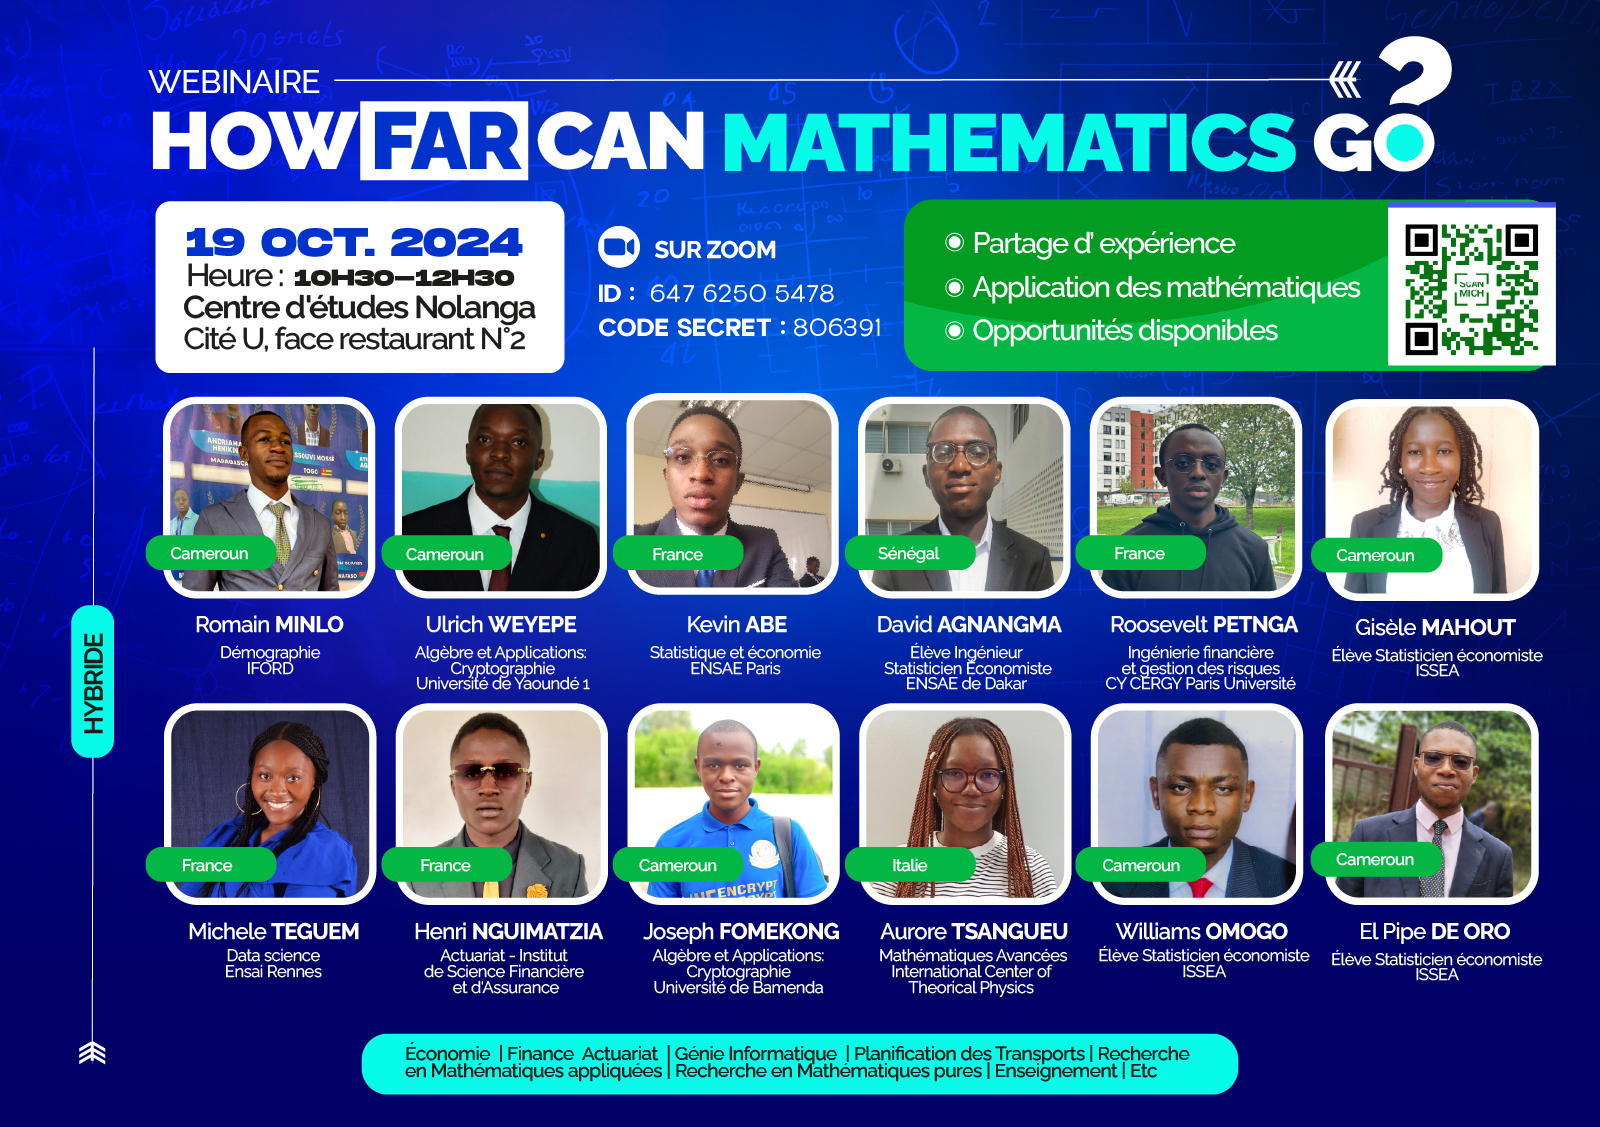 WEBINAIRE
HOW FAR CAN MATHEMATICS GO ?
19 OCT. 2024
Heure : 10H30–12H30
Centre d'études Nolanga
Cité U, face restaurant N°2
SUR ZOOM
ID : 647 6250 5478
CODE SECRET : 806391
Partage d' expérience
Application des mathématiques
Opportunités disponibles
SCAN
MICH
HYBRIDE
MADAGASCA
TOGO
Cameroun
Romain MINLO
Démographie
IFORD
Cameroun
Ulrich WEYEPE
Algèbre et Applications:
Cryptographie
Université de Yaoundé 1
France
Kevin ABE
Statistique et économie
ENSAE Paris
Sénégal
David AGNANGMA
Élève Ingénieur
Statisticien Économiste
ENSAE de Dakar
France
Roosevelt PETNGA
Ingénierie financière
et gestion des risques
CY CERGY Paris Université
Cameroun
Gisèle MAHOUT
Élève Statisticien économiste
ISSEA
France
Michele TEGUEM
Data science
Ensai Rennes
France
Henri NGUIMATZIA
Actuariat - Institut
de Science Financière
et d'Assurance
Cameroun
ENCRYPT
Joseph FOMEKONG
Algèbre et Applications:
Cryptographie
Université de Bamenda
Italie
Aurore TSANGUEU
Mathématiques Avancées
International Center of
Theorical Physics
Cameroun
Williams OMOGO
Élève Statisticien économiste
ISSEA
Cameroun
El Pipe DE ORO
Élève Statisticien économiste
ISSEA
Économie | Finance Actuariat | Génie Informatique | Planification des Transports | Recherche
en Mathématiques appliquées | Recherche en Mathématiques pures | Enseignement | Etc